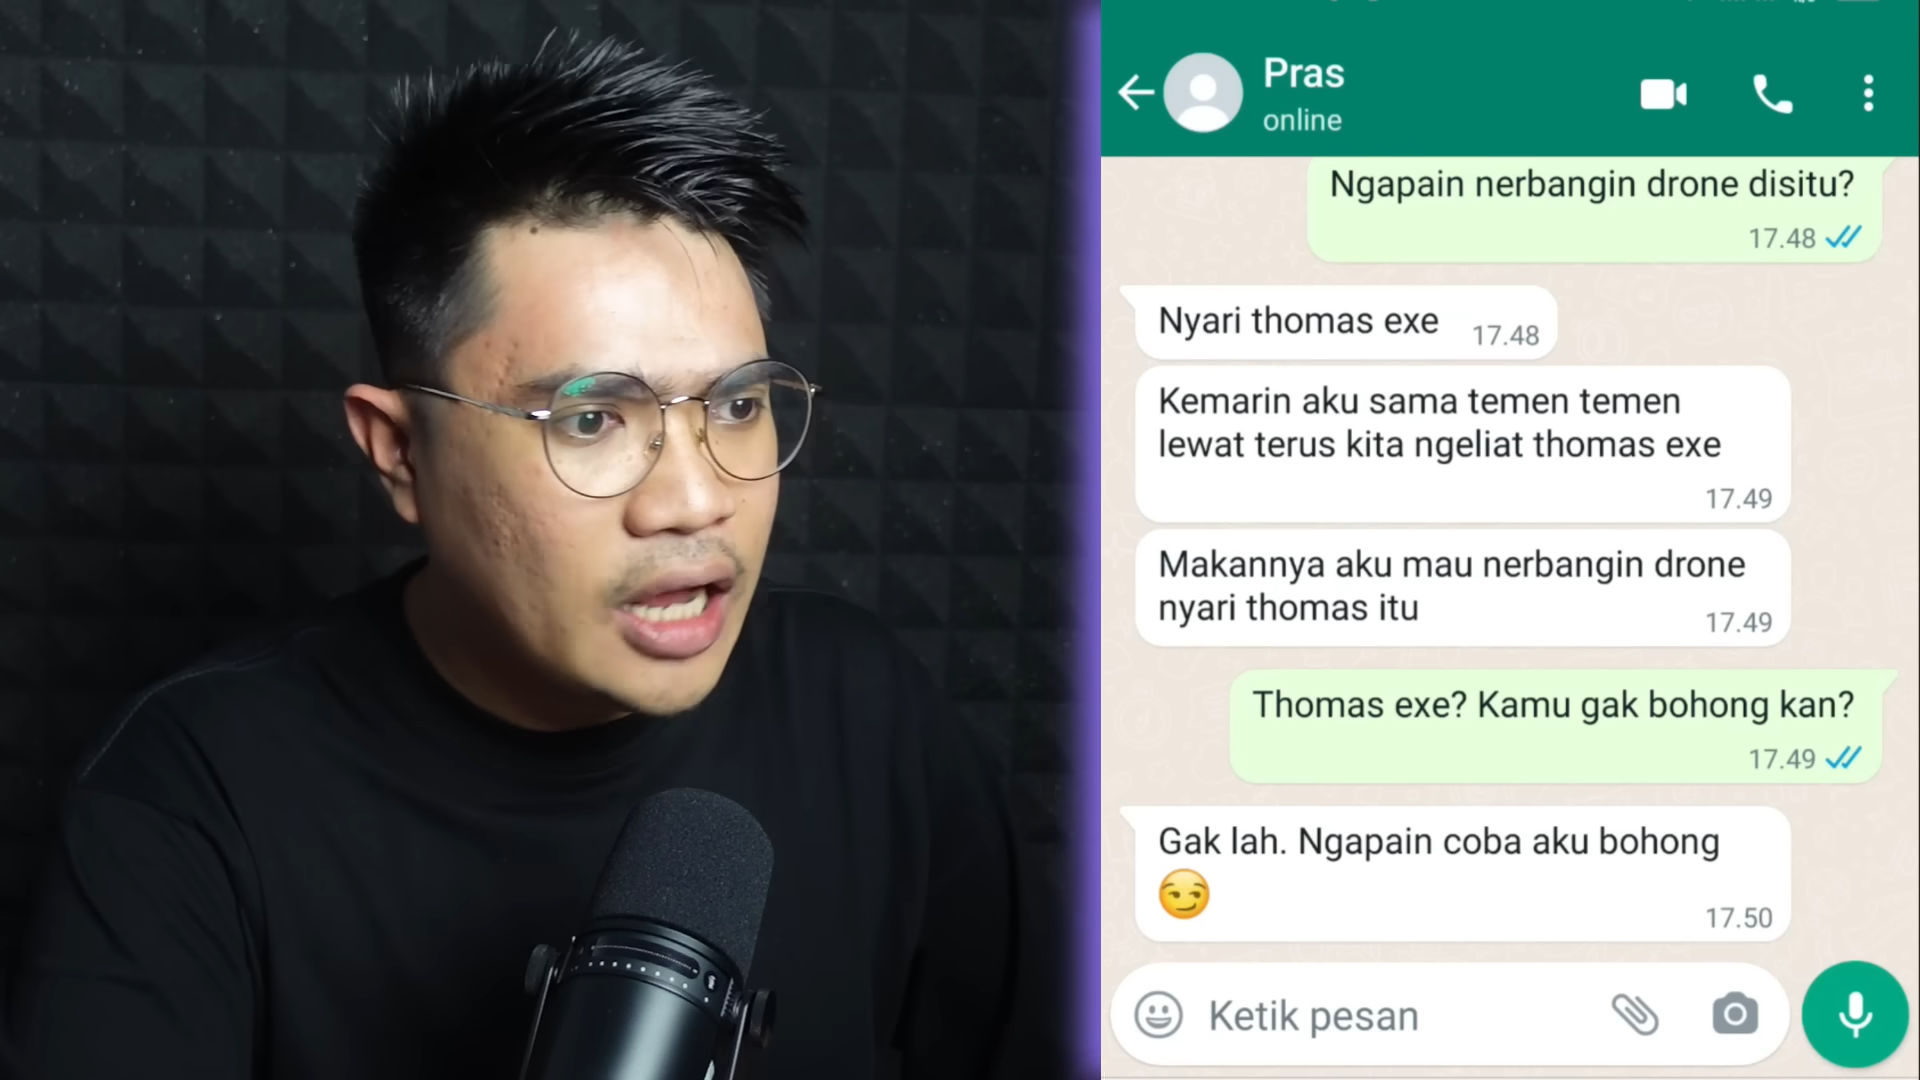 Pras
online
Ngapain nerbangin drone disitu?
17.48
Nyari thomas exe
17.48
Kemarin aku sama temen temen
lewat terus kita ngeliat thomas exe
17.49
Makannya aku mau nerbangin drone
nyari thomas itu
17.49
Thomas exe? Kamu gak bohong kan?
17.49
Gak lah. Ngapain coba aku bohong
😏
17.50
Ketik pesan